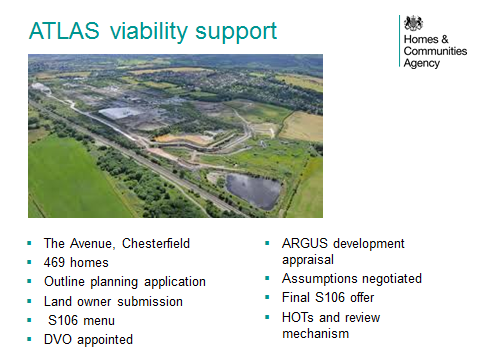 ATLAS viability support
Homes &
Communities
Agency
The Avenue, Chesterfield
469 homes
Outline planning application
Land owner submission
S106 menu
DVO appointed
ARGUS development
appraisal
Assumptions negotiated
Final S106 offer
HOTs and review
mechanism